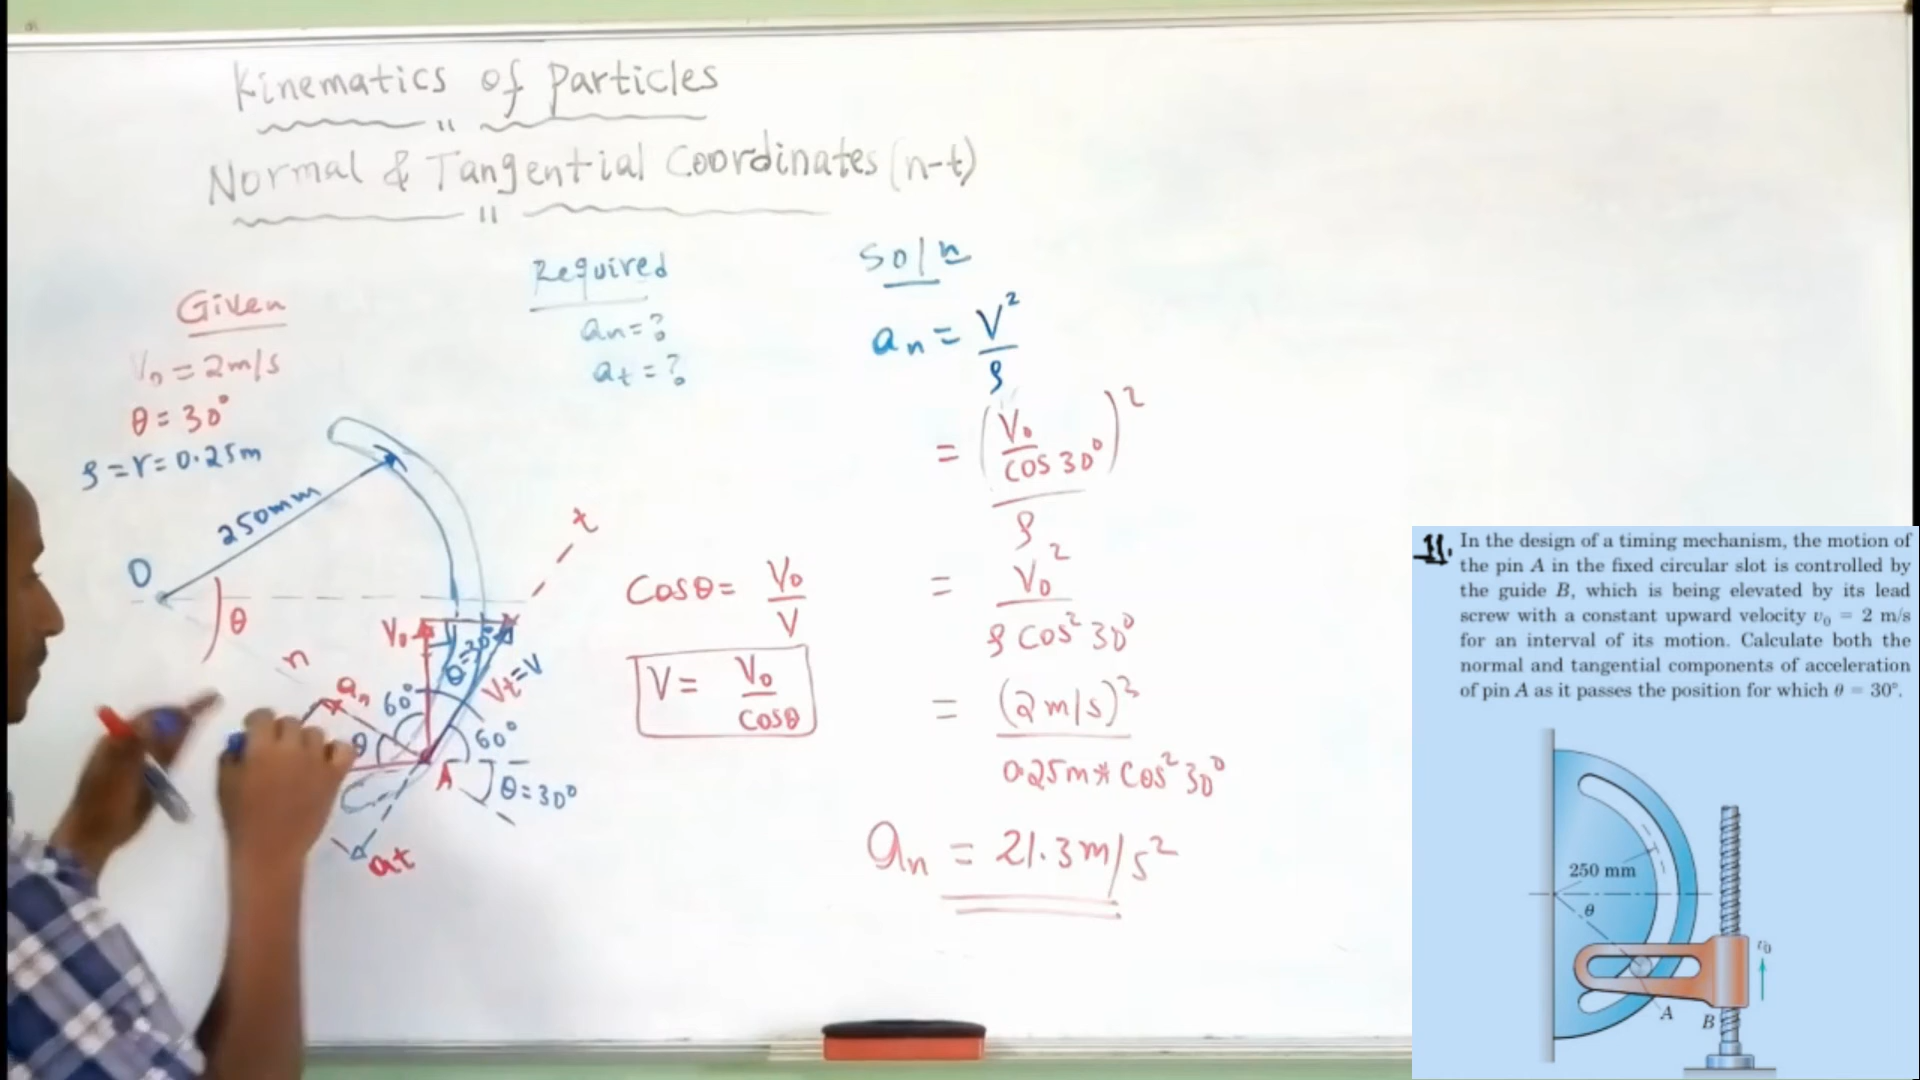 Kinematics of Particles
Normal & Tangential Coordinates (n-t)
Given
V₀ = 2m/s
θ = 30°
ρ = r = 0.25m
Required
an = ?
at = ?
Soln
an = V²/ρ
= (V₀/cos 30°)²/ρ
= V₀²/ρ cos² 30°
= (2m/s)²/0.25m * cos² 30°
an = 21.3m/s²
Cosθ = V₀/V
V = V₀/cosθ
250mm
O
θ
t
n
an
V₀
θ=30°
Vt=V
60°
60°
θ
A
θ=30°
at
11. In the design of a timing mechanism, the motion of
the pin A in the fixed circular slot is controlled by
the guide B, which is being elevated by its lead
screw with a constant upward velocity v₀ = 2 m/s
for an interval of its motion. Calculate both the
normal and tangential components of acceleration
of pin A as it passes the position for which θ = 30°.
250 mm
θ
v₀
A
B